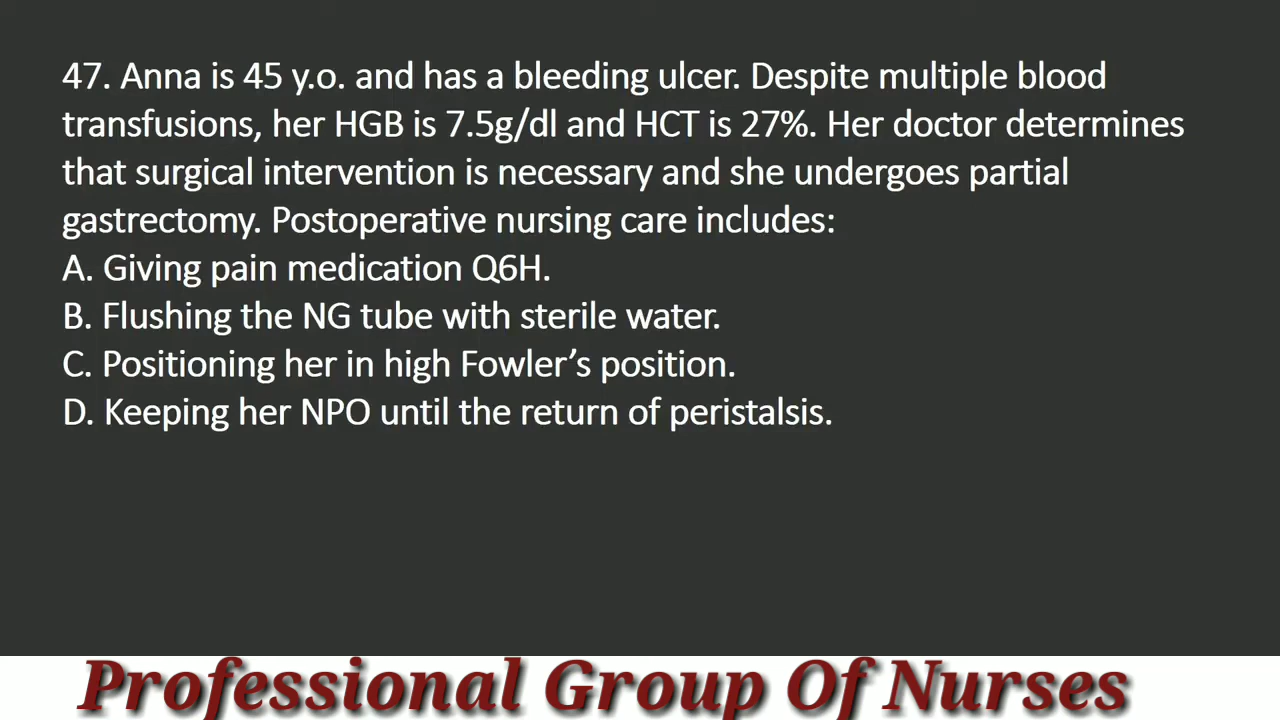 47. Anna is 45 y.o. and has a bleeding ulcer. Despite multiple blood
transfusions, her HGB is 7.5g/dl and HCT is 27%. Her doctor determines
that surgical intervention is necessary and she undergoes partial
gastrectomy. Postoperative nursing care includes:
A. Giving pain medication Q6H.
B. Flushing the NG tube with sterile water.
C. Positioning her in high Fowler’s position.
D. Keeping her NPO until the return of peristalsis.
Professional Group Of Nurses